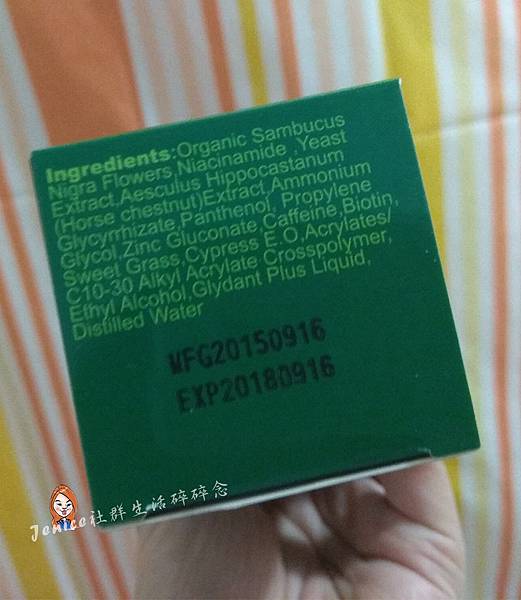 Ingredients:Organic Sambucus
Nigra Flowers,Niacinamide ,Yeast
Extract,Aesculus Hippocastanum
(Horse chestnut)Extract,Ammonium
Glycyrrhizate,Panthenol, Propylene
Glycol,Zinc Gluconate,Caffeine,Biotin,
Sweet Grass,Cypress E.O,Acrylates/
C10-30 Alkyl Acrylate Crosspolymer,
Ethyl Alcohol,Glydant Plus Liquid,
Distilled Water
MFG20150916
EXP20180916
Jenice社群生活碎碎念